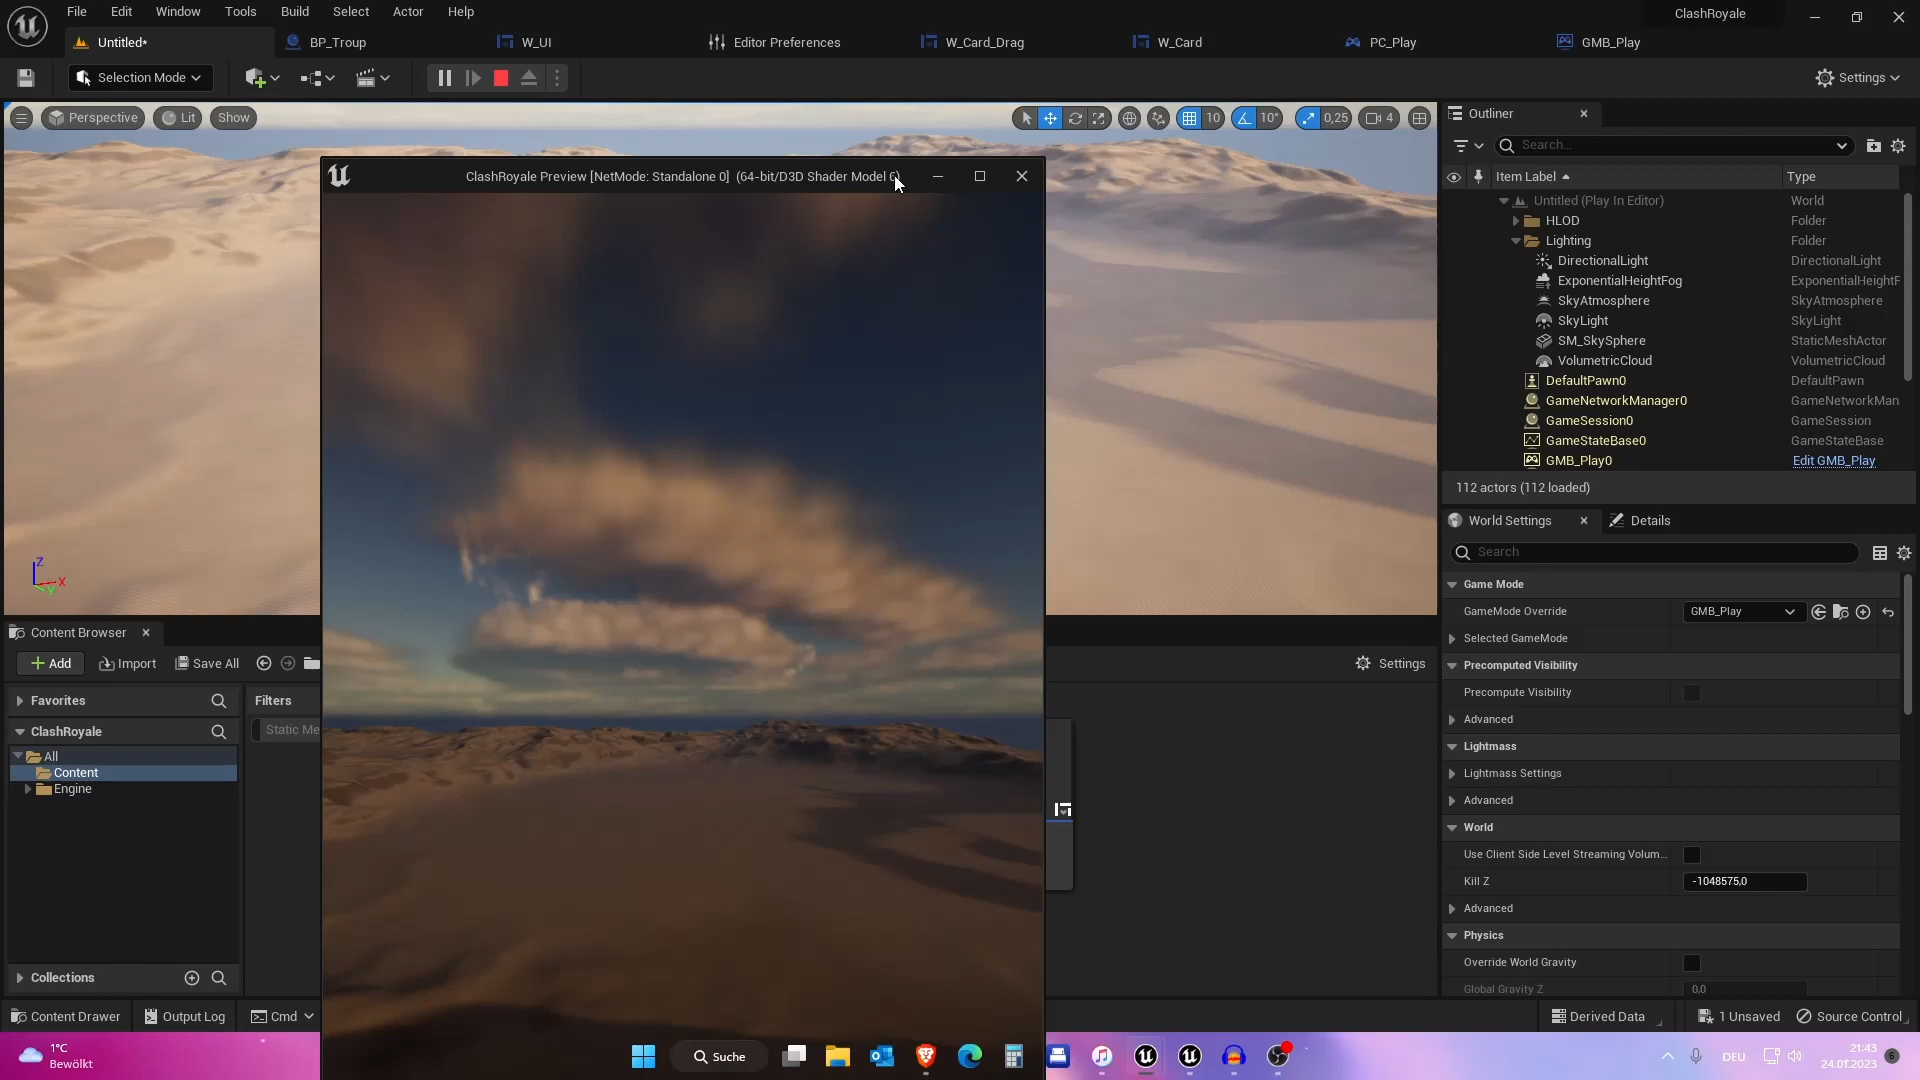 File Edit Window Tools Build Select Actor Help
ClashRoyale
Untitled* BP_Troup W_UI Editor Preferences W_Card_Drag W_Card PC_Play GMB_Play
Selection Mode
Settings
Perspective Lit Show
10 10° 0,25 4
Outliner
Search...
Item Label Type
Untitled (Play In Editor) World
HLOD Folder
Lighting Folder
DirectionalLight DirectionalLight
ExponentialHeightFog ExponentialHeightF
SkyAtmosphere SkyAtmosphere
SkyLight SkyLight
SM_SkySphere StaticMeshActor
VolumetricCloud VolumetricCloud
DefaultPawn0 DefaultPawn
GameNetworkManager0 GameNetworkMan
GameSession0 GameSession
GameStateBase0 GameStateBase
GMB_Play0 Edit GMB_Play
112 actors (112 loaded)
ClashRoyale Preview [NetMode: Standalone 0] (64-bit/D3D Shader Model 6)
Z
X
Y
World Settings Details
Search
Game Mode
GameMode Override GMB_Play
Selected GameMode
Precomputed Visibility
Precompute Visibility
Advanced
Lightmass
Lightmass Settings
Advanced
World
Use Client Side Level Streaming Volum...
Kill Z -1048575,0
Advanced
Physics
Override World Gravity
Global Gravity Z 0,0
Content Browser
Add Import Save All
Settings
Favorites Filters
ClashRoyale Static Me
All
Content
Engine
Collections
Content Drawer Output Log Cmd
Derived Data 1 Unsaved Source Control
1°C
Bewölkt
Suche
DEU
21:43
24.01.2023
6